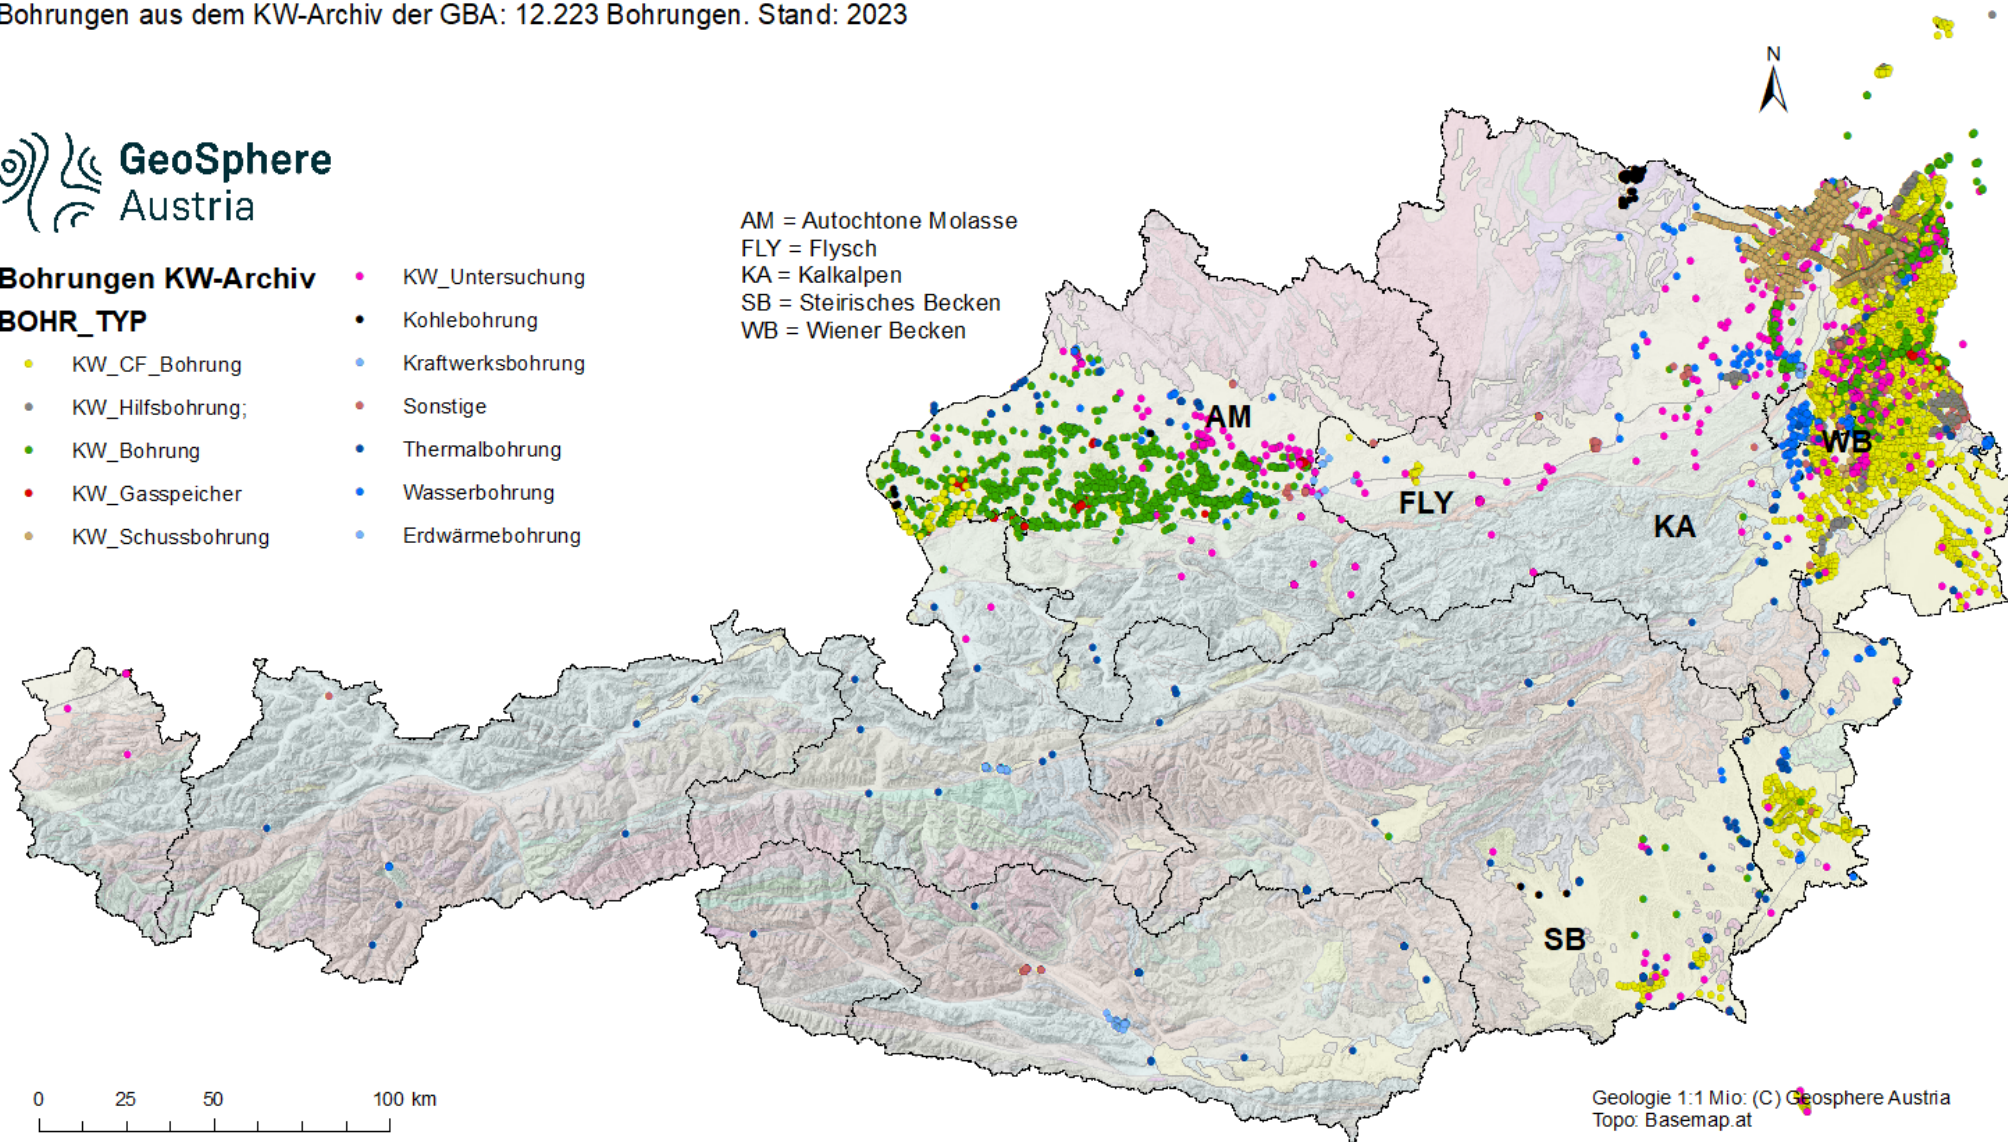 Bohrungen aus dem KW-Archiv der GBA: 12.223 Bohrungen. Stand: 2023
N
GeoSphere
Austria
AM = Autochtone Molasse
FLY = Flysch
KA = Kalkalpen
SB = Steirisches Becken
WB = Wiener Becken
Bohrungen KW-Archiv
BOHR_TYP
KW_CF_Bohrung
KW_Hilfsbohrung;
KW_Bohrung
KW_Gasspeicher
KW_Schussbohrung
KW_Untersuchung
Kohlebohrung
Kraftwerksbohrung
Sonstige
Thermalbohrung
Wasserbohrung
Erdwärmebohrung
AM
WB
FLY
KA
SB
0 25 50 100 km
Geologie 1:1 Mio: (C) Geosphere Austria
Topo: Basemap.at